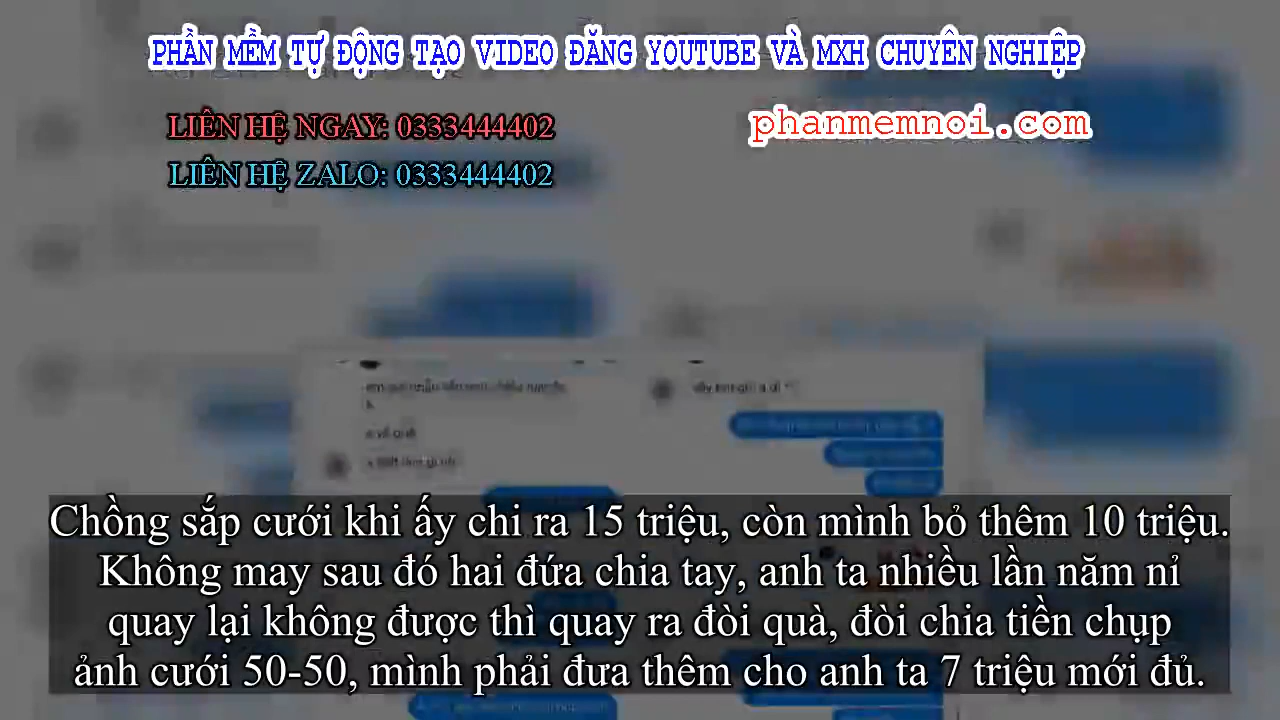 PHẦN MỀM TỰ ĐỘNG TẠO VIDEO ĐĂNG YOUTUBE VÀ MXH CHUYÊN NGHIỆP
LIÊN HỆ NGAY: 0333444402
phanmemnoi.com
LIÊN HỆ ZALO: 0333444402
Chồng sắp cưới khi ấy chi ra 15 triệu, còn mình bỏ thêm 10 triệu.
Không may sau đó hai đứa chia tay, anh ta nhiều lần năm nỉ
quay lại không được thì quay ra đòi quà, đòi chia tiền chụp
ảnh cưới 50-50, mình phải đưa thêm cho anh ta 7 triệu mới đủ.